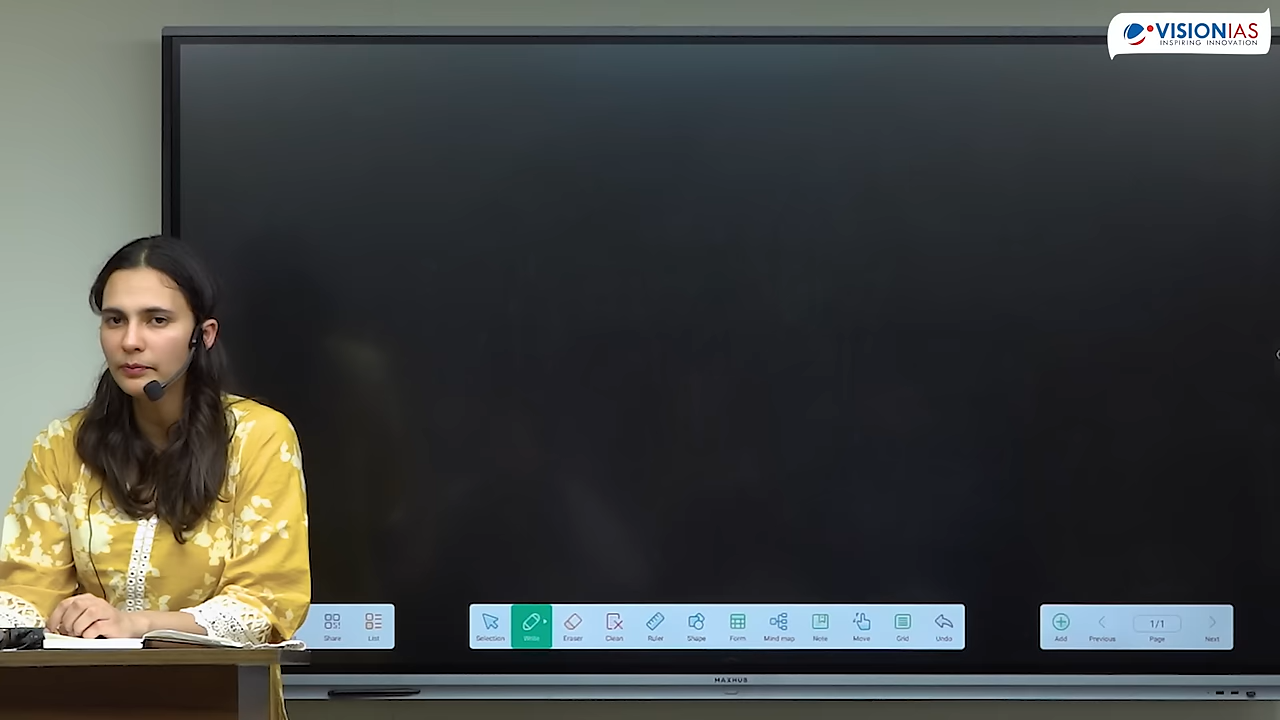 VISIONIAS
INSPIRING INNOVATION
Share
List
Selection
Write
Eraser
Clean
Ruler
Shape
Form
Mind map
Note
Move
Grid
Undo
Add
Previous
1/1
Page
Next
MAXHUB